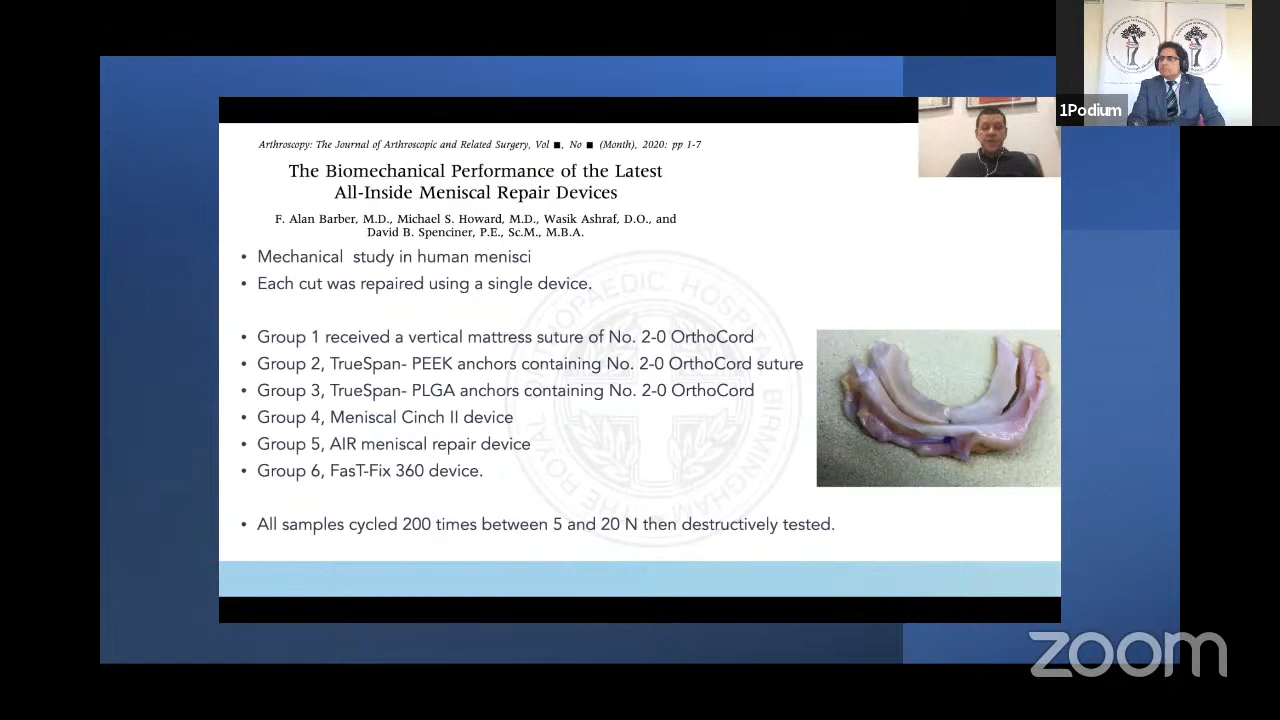 1Podium
Arthroscopy: The Journal of Arthroscopic and Related Surgery, Vol ■, No ■ (Month), 2020: pp 1-7
The Biomechanical Performance of the Latest
All-Inside Meniscal Repair Devices
F. Alan Barber, M.D., Michael S. Howard, M.D., Wasik Ashraf, D.O., and
David B. Spenciner, P.E., Sc.M., M.B.A.
• Mechanical  study in human menisci
• Each cut was repaired using a single device.
• Group 1 received a vertical mattress suture of No. 2-0 OrthoCord
• Group 2, TrueSpan- PEEK anchors containing No. 2-0 OrthoCord suture
• Group 3, TrueSpan- PLGA anchors containing No. 2-0 OrthoCord
• Group 4, Meniscal Cinch II device
• Group 5, AIR meniscal repair device
• Group 6, FasT-Fix 360 device.
• All samples cycled 200 times between 5 and 20 N then destructively tested.
THE ROYAL ORTHOPAEDIC HOSPITAL BIRMINGHAM
zoom